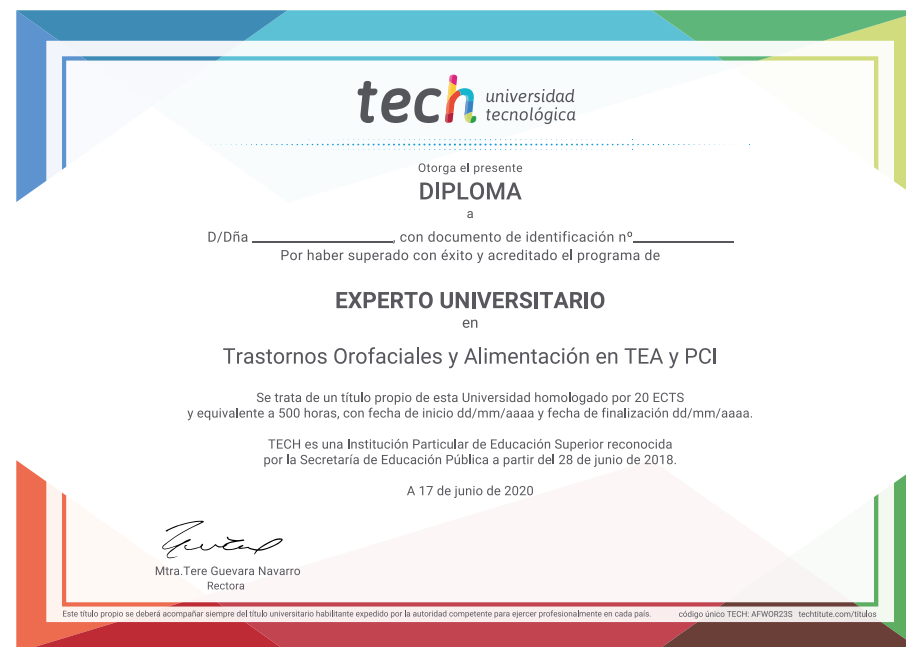 tech universidad
tecnológica
Otorga el presente
DIPLOMA
a
D/Dña ____________________, con documento de identificación nº______________
Por haber superado con éxito y acreditado el programa de
EXPERTO UNIVERSITARIO
en
Trastornos Orofaciales y Alimentación en TEA y PCI
Se trata de un título propio de esta Universidad homologado por 20 ECTS
y equivalente a 500 horas, con fecha de inicio dd/mm/aaaa y fecha de finalización dd/mm/aaaa.
TECH es una Institución Particular de Educación Superior reconocida
por la Secretaría de Educación Pública a partir del 28 de junio de 2018.
A 17 de junio de 2020
Mtra.Tere Guevara Navarro
Rectora
Este título propio se deberá acompañar siempre del título universitario habilitante expedido por la autoridad competente para ejercer profesionalmente en cada país. código único TECH: AFWOR23S techtitute.com/titulos